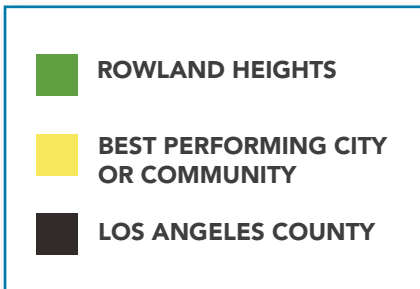 ROWLAND HEIGHTS
BEST PERFORMING CITY
OR COMMUNITY
LOS ANGELES COUNTY